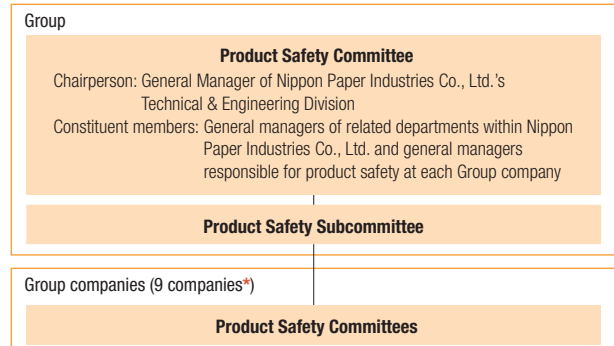 Group
Product Safety Committee
Chairperson: General Manager of Nippon Paper Industries Co., Ltd.'s
Technical & Engineering Division
Constituent members: General managers of related departments within Nippon
Paper Industries Co., Ltd. and general managers
responsible for product safety at each Group company
Product Safety Subcommittee
Group companies (9 companies*)
Product Safety Committees